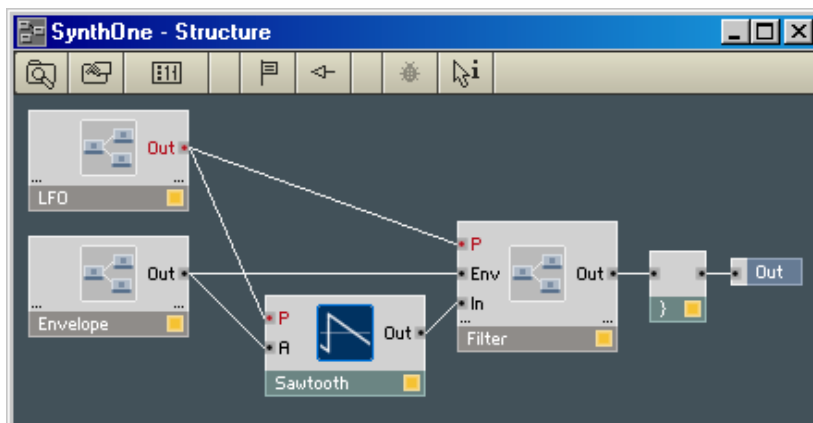 SynthOne - Structure
i
Out
...
...
LFO
Out
...
...
Envelope
P
A
Out
Sawtooth
P
Env
In
Out
...
...
Filter
}
Out